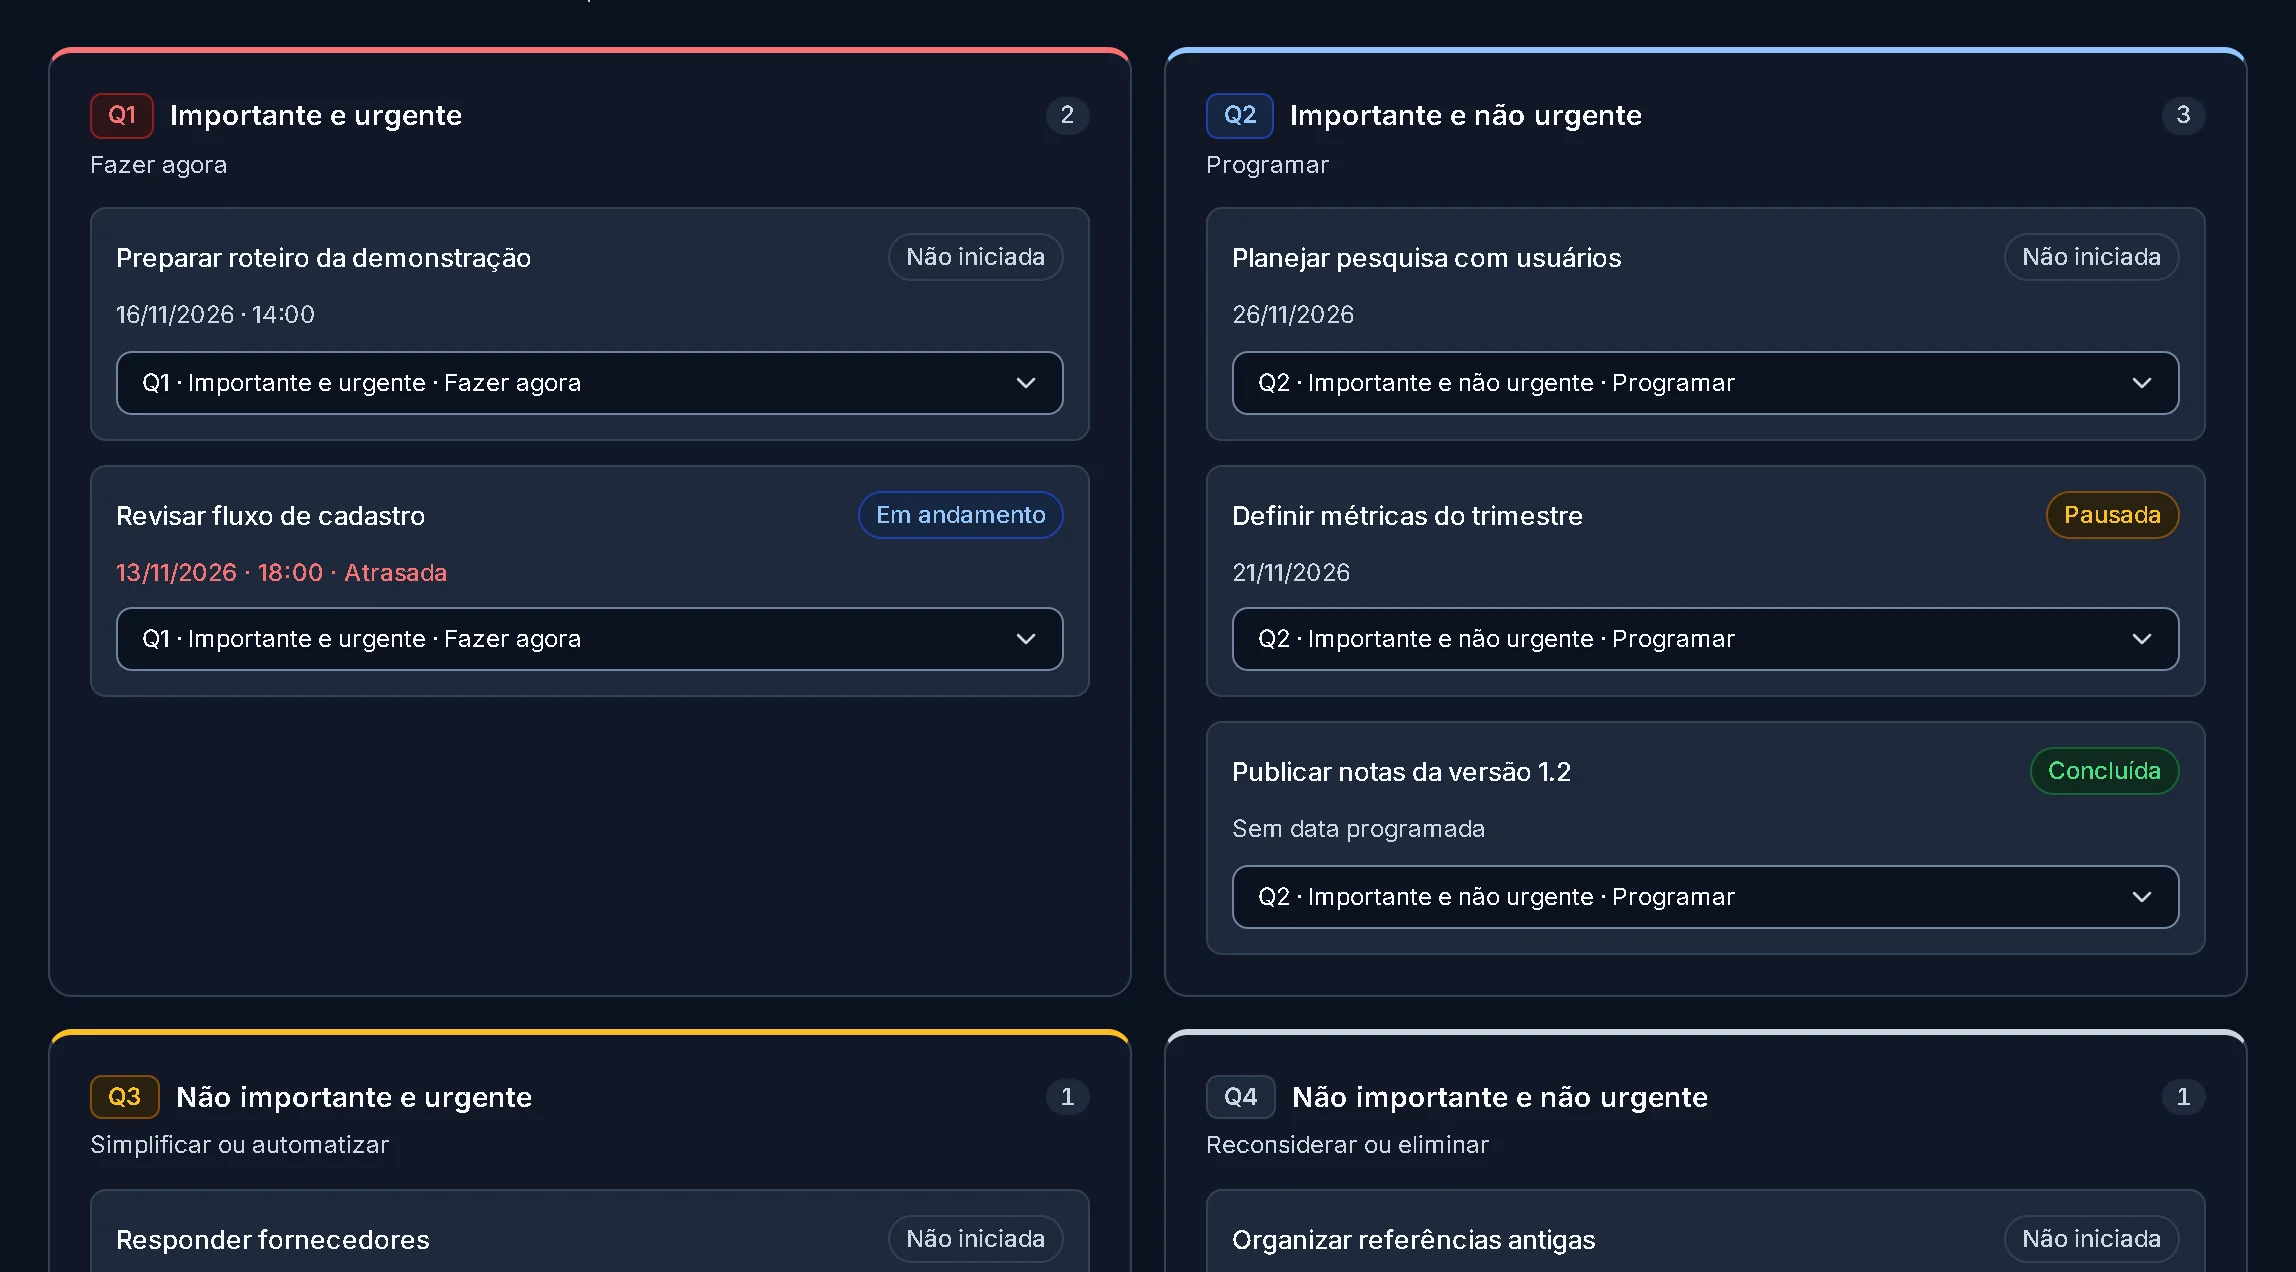 Q1 Importante e urgente 2
Fazer agora
Preparar roteiro da demonstração Não iniciada
16/11/2026 · 14:00
Q1 · Importante e urgente · Fazer agora
Revisar fluxo de cadastro Em andamento
13/11/2026 · 18:00 · Atrasada
Q1 · Importante e urgente · Fazer agora
Q2 Importante e não urgente 3
Programar
Planejar pesquisa com usuários Não iniciada
26/11/2026
Q2 · Importante e não urgente · Programar
Definir métricas do trimestre Pausada
21/11/2026
Q2 · Importante e não urgente · Programar
Publicar notas da versão 1.2 Concluída
Sem data programada
Q2 · Importante e não urgente · Programar
Q3 Não importante e urgente 1
Simplificar ou automatizar
Responder fornecedores Não iniciada
Q4 Não importante e não urgente 1
Reconsiderar ou eliminar
Organizar referências antigas Não iniciada